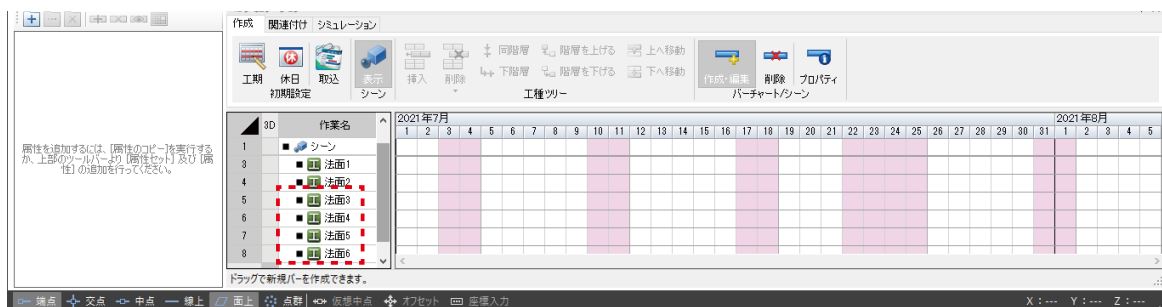 作成 関連付け シミュレーション
工期 休日 取込 表示 挿入 削除 同階層 階層を上げる 上へ移動 作成・編集 削除 プロパティ
下階層 階層を下げる 下へ移動
初期設定 シーン 工種ツリー バーチャート/シーン
属性を追加するには、[属性のコピー]を実行する
か、上部のツールバーより [属性セット] 及び [属
性] の追加を行ってください。
3D 作業名 2021年7月 2021年8月
1 2 3 4 5 6 7 8 9 10 11 12 13 14 15 16 17 18 19 20 21 22 23 24 25 26 27 28 29 30 31 1 2 3 4 5
1 シーン
3 法面1
4 法面2
5 法面3
6 法面4
7 法面5
8 法面6
ドラッグで新規バーを作成できます。
端点 交点 中点 線上 面上 点群 仮想中点 オフセット 座標入力 X : --- Y : --- Z : ---